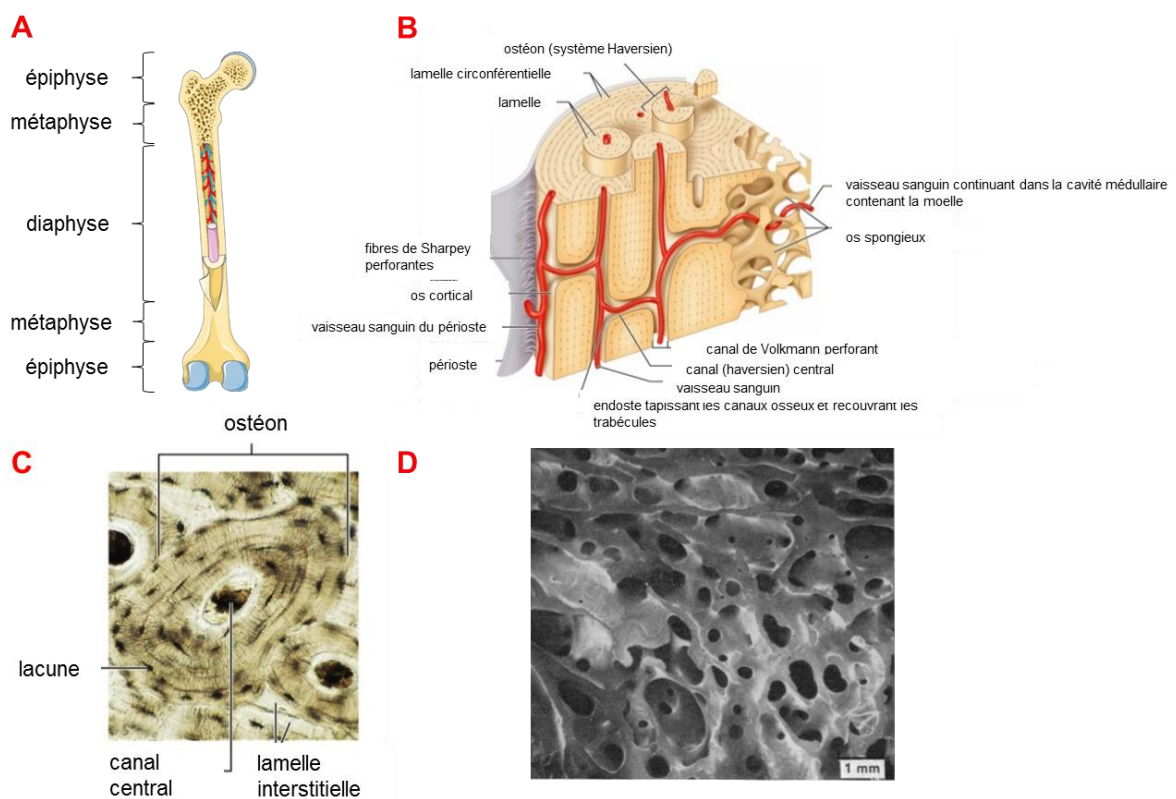 A
épiphyse
métaphyse
diaphyse
métaphyse
épiphyse
B
ostéon (système Haversien)
lamelle circonférentielle
lamelle
vaisseau sanguin continuant dans la cavité médullaire
contenant la moelle
os spongieux
fibres de Sharpey
perforantes
os cortical
vaisseau sanguin du périoste
périoste
canal de Volkmann perforant
canal (haversien) central
vaisseau sanguin
endoste tapissant les canaux osseux et recouvrant les
trabécules
C
ostéon
lacune
canal
central
lamelle
interstitielle
D
1 mm